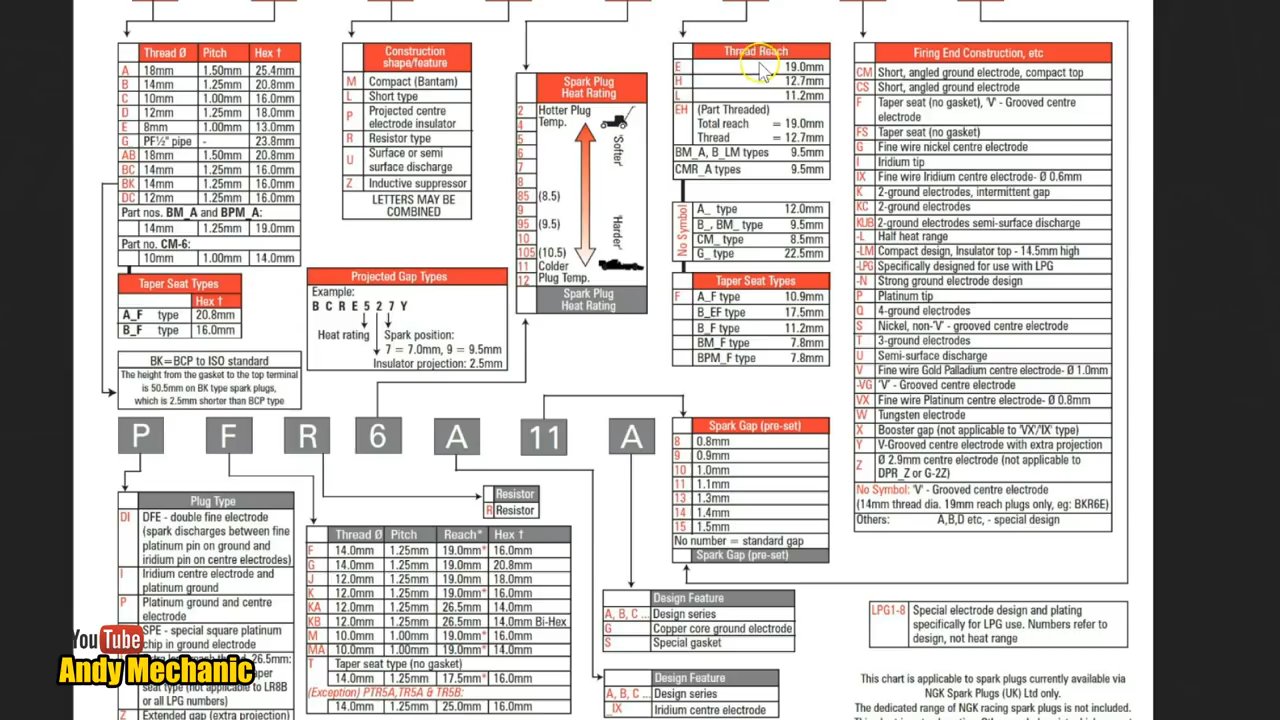 Thread Ø Pitch Hex †
A 18mm 1.50mm 25.4mm
B 14mm 1.25mm 20.8mm
C 10mm 1.00mm 16.0mm
D 12mm 1.25mm 18.0mm
E 8mm 1.00mm 13.0mm
G PF½" pipe - 23.8mm
AB 18mm 1.50mm 20.8mm
BC 14mm 1.25mm 16.0mm
BK 14mm 1.25mm 16.0mm
DC 12mm 1.25mm 16.0mm
Part nos. BM_A and BPM_A:
14mm 1.25mm 19.0mm
Part no. CM-6:
10mm 1.00mm 14.0mm
Taper Seat Types
Hex †
A_F type 20.8mm
B_F type 16.0mm
BK=BCP to ISO standard
The height from the gasket to the top terminal
is 50.5mm on BK type spark plugs,
which is 2.5mm shorter than BCP type
Construction
shape/feature
M Compact (Bantam)
L Short type
P Projected centre
electrode insulator
R Resistor type
U Surface or semi
surface discharge
Z Inductive suppressor
LETTERS MAY BE
COMBINED
Projected Gap Types
Example:
B C R E 5 2 7 Y
Heat rating Spark position:
7 = 7.0mm, 9 = 9.5mm
Insulator projection: 2.5mm
Spark Plug
Heat Rating
2 Hotter Plug
4 Temp.
5
6 'Softer'
7
8
85 (8.5)
9
95 (9.5) 'Harder'
10
105 (10.5)
11 Colder
12 Plug Temp.
Spark Plug
Heat Rating
Thread Reach
E 19.0mm
H 12.7mm
L 11.2mm
EH (Part Threaded)
Total reach = 19.0mm
Thread = 12.7mm
BM_A, B_LM types 9.5mm
CMR_A types 9.5mm
No Symbol
A_ type 12.0mm
B_, BM_ type 9.5mm
CM_ type 8.5mm
G_ type 22.5mm
Taper Seat Types
F A_F type 10.9mm
B_EF type 17.5mm
B_F type 11.2mm
BM_F type 7.8mm
BPM_F type 7.8mm
Firing End Construction, etc
CM Short, angled ground electrode, compact top
CS Short, angled ground electrode
F Taper seat (no gasket), 'V' - Grooved centre
electrode
FS Taper seat (no gasket)
G Fine wire nickel centre electrode
I Iridium tip
IX Fine wire Iridium centre electrode - Ø 0.6mm
K 2-ground electrodes, intermittent gap
KC 2-ground electrodes
KUB 2-ground electrodes semi-surface discharge
-L Half heat range
-LM Compact design, Insulator top - 14.5mm high
-LPG Specifically designed for use with LPG
-N Strong ground electrode design
P Platinum tip
Q 4-ground electrodes
S Nickel, non-'V' - grooved centre electrode
T 3-ground electrodes
U Semi-surface discharge
V Fine wire Gold Palladium centre electrode- Ø 1.0mm
-VG 'V' - Grooved centre electrode
VX Fine wire Platinum centre electrode- Ø 0.8mm
W Tungsten electrode
X Booster gap (not applicable to 'VX'/'IX' type)
Y V-Grooved centre electrode with extra projection
Z Ø 2.9mm centre electrode (not applicable to
DPR_Z or G-2Z)
No Symbol: 'V' - Grooved centre electrode
(14mm thread dia. 19mm reach plugs only, eg: BKR6E)
Others: A,B,D etc, - special design
P F R 6 A 11 A
Spark Gap (pre-set)
8 0.8mm
9 0.9mm
10 1.0mm
11 1.1mm
13 1.3mm
14 1.4mm
15 1.5mm
No number = standard gap
Spark Gap (pre-set)
Plug Type
DI DFE - double fine electrode
(spark discharges between fine
platinum pin on ground and
iridium pin on centre electrodes)
I Iridium centre electrode and
platinum ground
P Platinum ground and centre
electrode
SPE - special square platinum
chip in ground electrode
26.5mm:
seat type (not applicable to LR8B
or all LPG numbers)
Z Extended gap (extra projection)
Resistor
R Resistor
Thread Ø Pitch Reach* Hex †
F 14.0mm 1.25mm 19.0mm* 16.0mm
G 14.0mm 1.25mm 19.0mm* 20.8mm
J 12.0mm 1.25mm 19.0mm* 18.0mm
K 12.0mm 1.25mm 19.0mm* 16.0mm
KA 12.0mm 1.25mm 26.5mm 14.0mm
KB 12.0mm 1.25mm 26.5mm 14.0mm Bi-Hex
M 10.0mm 1.00mm 19.0mm* 16.0mm
MA 10.0mm 1.00mm 19.0mm* 14.0mm
T Taper seat type (no gasket)
14.0mm 1.25mm 17.5mm* 16.0mm
(Exception) PTR5A,TR5A & TR5B:
14.0mm 1.25mm 25.0mm 16.0mm
Design Feature
A, B, C ... Design series
G Copper core ground electrode
S Special gasket
Design Feature
A, B, C ... Design series
_IX Iridium centre electrode
LPG1-8 Special electrode design and plating
specifically for LPG use. Numbers refer to
design, not heat range
This chart is applicable to spark plugs currently available via
NGK Spark Plugs (UK) Ltd only.
The dedicated range of NGK racing spark plugs is not included.
YouTube
Andy Mechanic